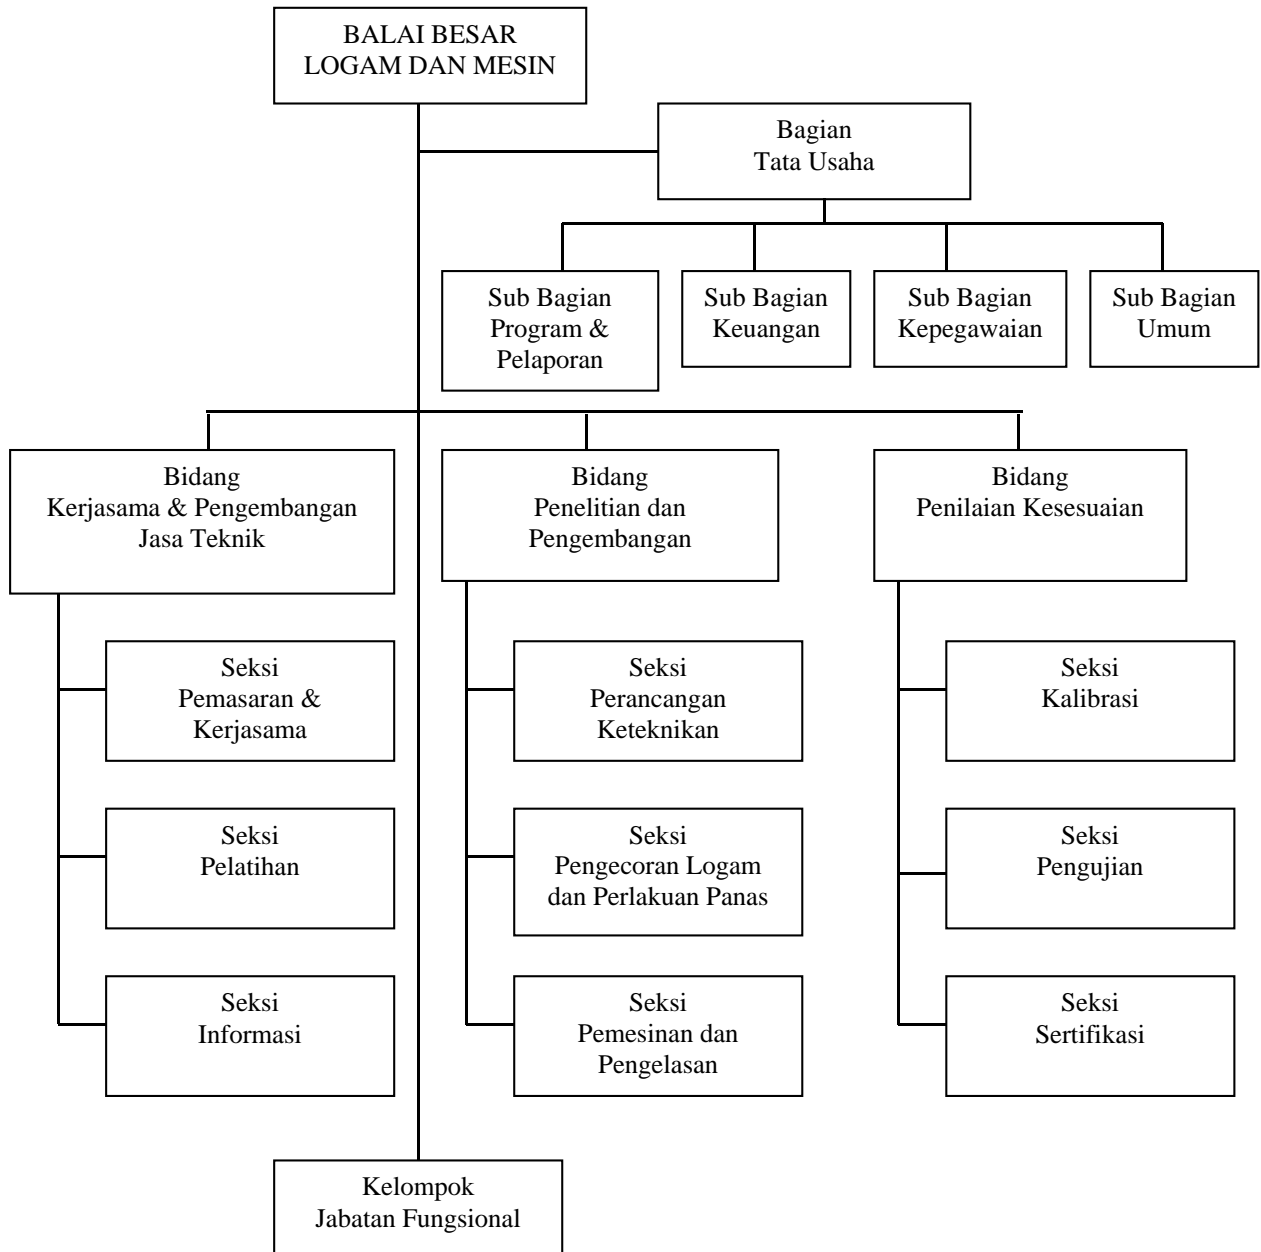 BALAI BESAR
LOGAM DAN MESIN
Bagian
Tata Usaha
Sub Bagian
Program &
Pelaporan
Sub Bagian
Keuangan
Sub Bagian
Kepegawaian
Sub Bagian
Umum
Bidang
Kerjasama & Pengembangan
Jasa Teknik
Bidang
Penelitian dan
Pengembangan
Bidang
Penilaian Kesesuaian
Seksi
Pemasaran &
Kerjasama
Seksi
Perancangan
Keteknikan
Seksi
Kalibrasi
Seksi
Pelatihan
Seksi
Pengecoran Logam
dan Perlakuan Panas
Seksi
Pengujian
Seksi
Informasi
Seksi
Pemesinan dan
Pengelasan
Seksi
Sertifikasi
Kelompok
Jabatan Fungsional